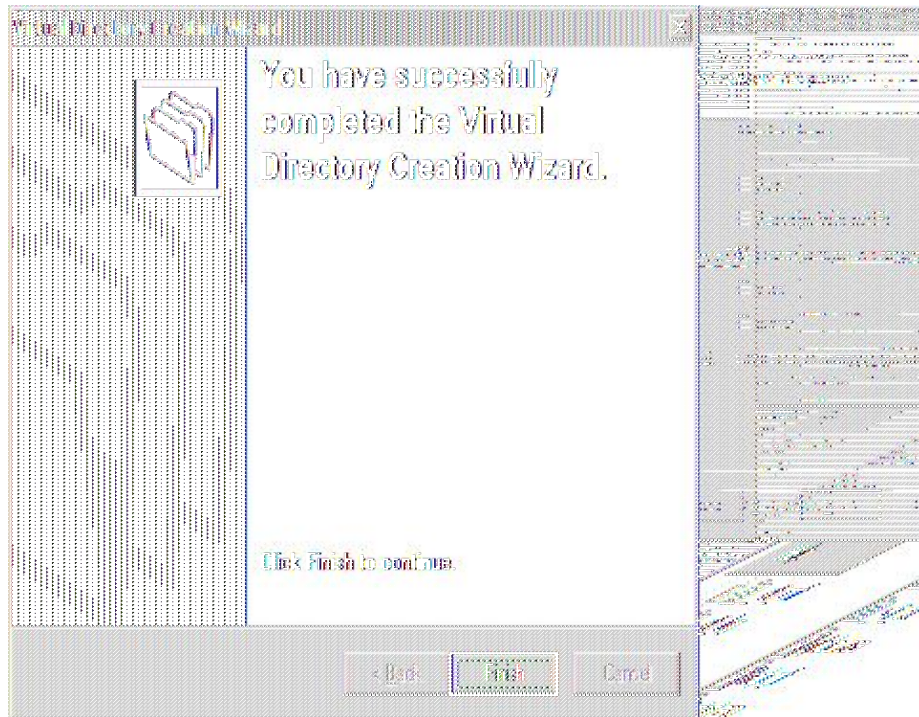 Virtual Directory Creation Wizard
You have successfully
completed the Virtual
Directory Creation Wizard.
Click Finish to continue.
< Back
Finish
Cancel